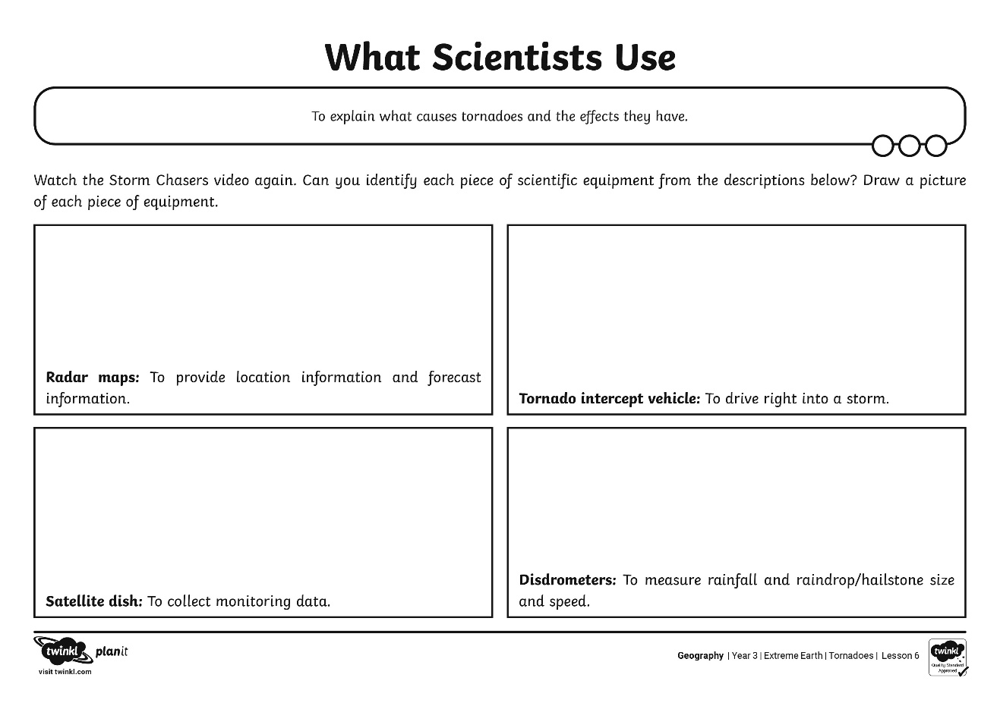 What Scientists Use
To explain what causes tornadoes and the effects they have.
Watch the Storm Chasers video again. Can you identify each piece of scientific equipment from the descriptions below? Draw a picture
of each piece of equipment.
Radar maps: To provide location information and forecast
information.
Tornado intercept vehicle: To drive right into a storm.
Satellite dish: To collect monitoring data.
Disdrometers: To measure rainfall and raindrop/hailstone size
and speed.
twinkl planit
visit twinkl.com
Geography | Year 3 | Extreme Earth | Tornadoes | Lesson 6
twinkl
Quality Standard
Approved